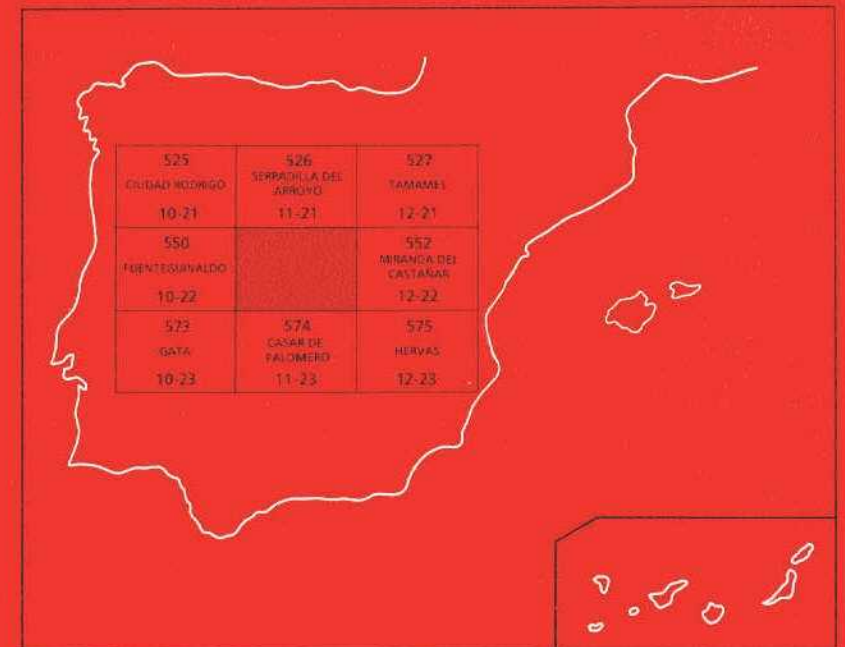 525
CIUDAD RODRIGO
10-21
526
SERRADILLA DEL
ARROYO
11-21
527
TAMAMES
12-21
550
FUENTEGUINALDO
10-22
552
MIRANDA DEL
CASTAÑAR
12-22
573
GATA
10-23
574
CASAR DE
PALOMERO
11-23
575
HERVAS
12-23